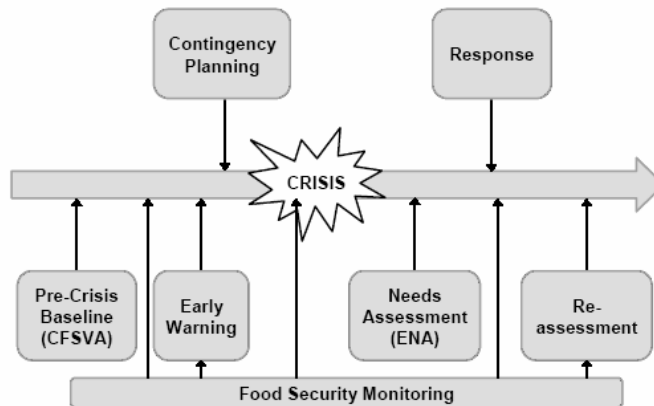 Contingency
Planning
Response
CRISIS
Pre-Crisis
Baseline
(CFSVA)
Early
Warning
Needs
Assessment
(ENA)
Re-
assessment
Food Security Monitoring